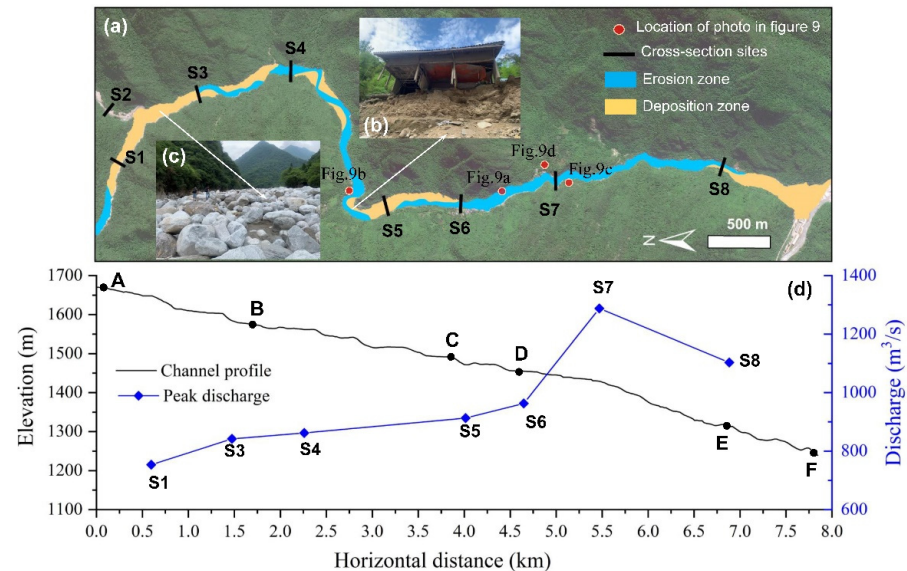 (a)
Location of photo in figure 9
Cross-section sites
Erosion zone
Deposition zone
S4
S3
S2
S1
(b)
(c)
Fig.9b
Fig.9d
Fig.9a
Fig.9c
S5
S6
S7
S8
N
500 m
1700
1600
1500
1400
1300
1200
1100
Elevation (m)
A
B
C
D
E
F
Channel profile
Peak discharge
S1
S3
S4
S5
S6
S7
S8
(d)
1400
1200
1000
800
600
Discharge (m³/s)
0.0 0.5 1.0 1.5 2.0 2.5 3.0 3.5 4.0 4.5 5.0 5.5 6.0 6.5 7.0 7.5 8.0
Horizontal distance (km)